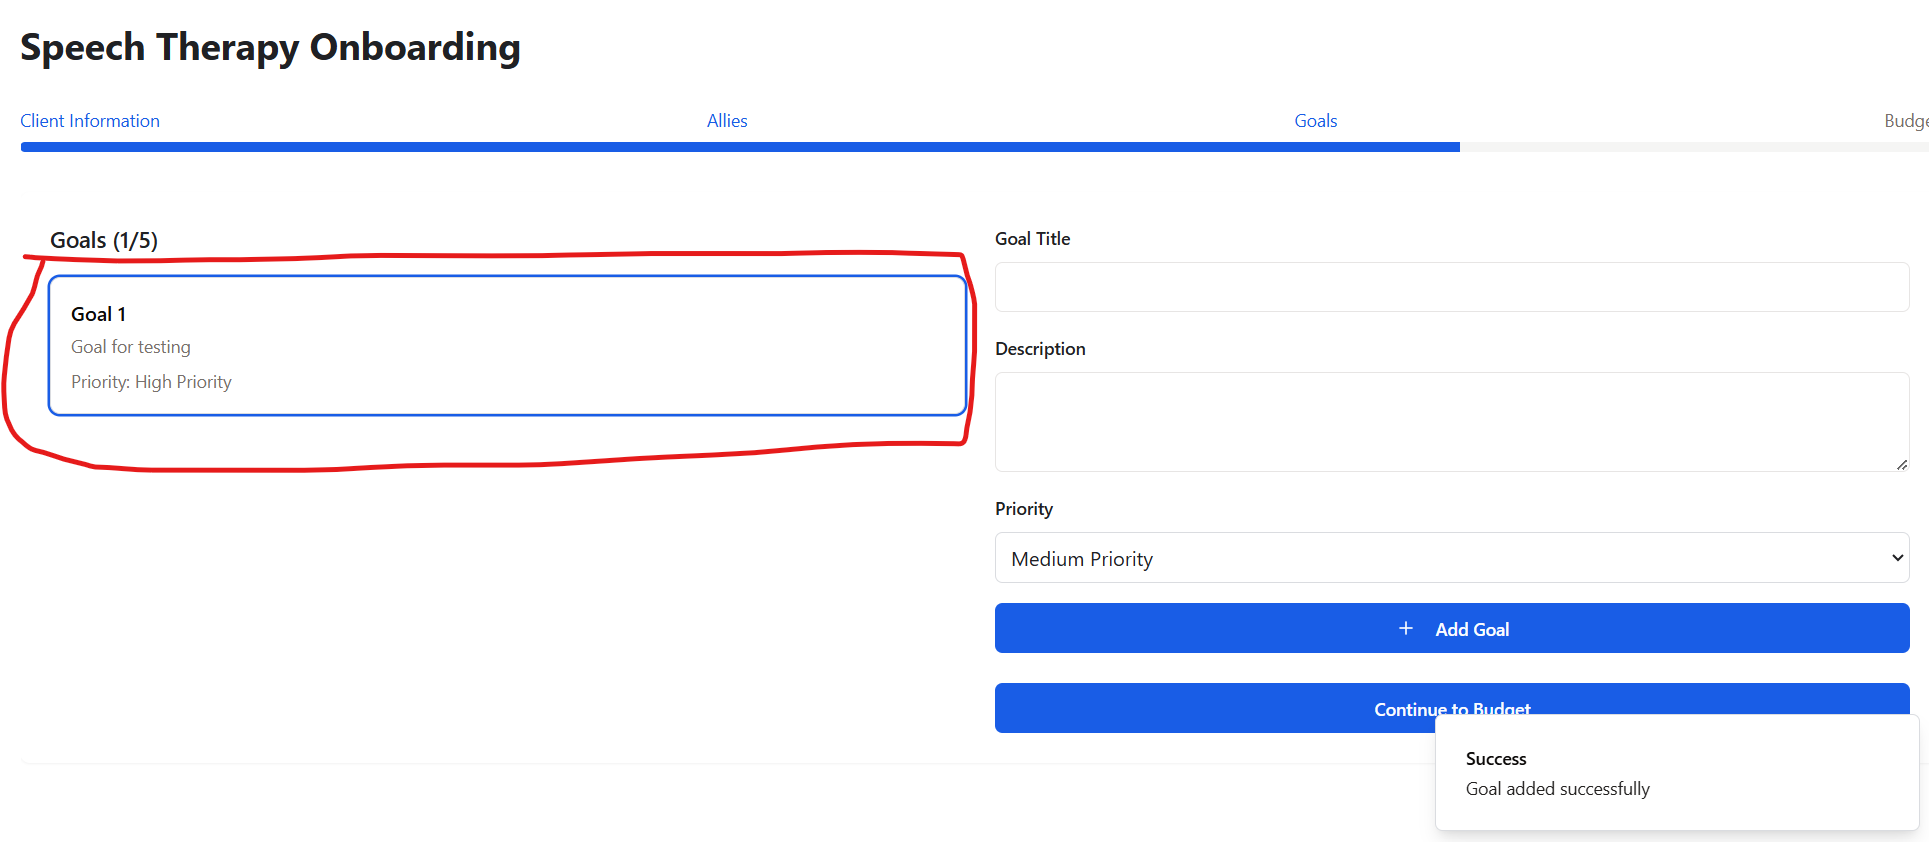 Speech Therapy Onboarding
Client Information
Allies
Goals
Budge
Goals (1/5)
Goal 1
Goal for testing
Priority: High Priority
Goal Title
Description
Priority
Medium Priority
+ Add Goal
Continue to Budget
Success
Goal added successfully